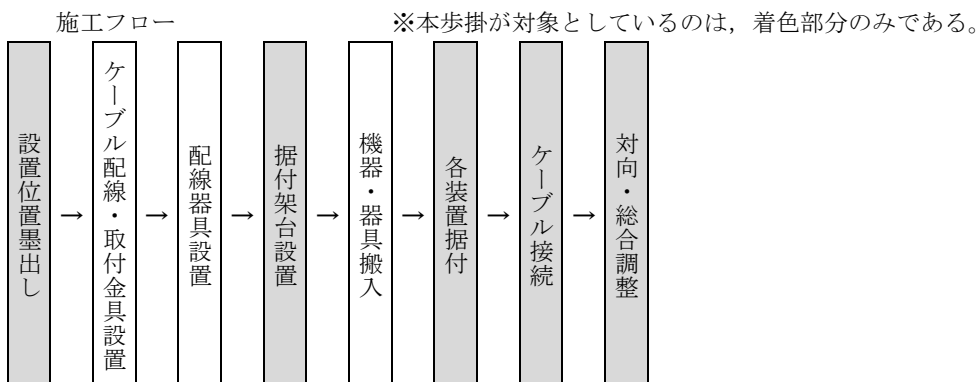 施工フロー
※本歩掛が対象としているのは，着色部分のみである。
設置位置墨出し
→
ケーブル配線・取付金具設置
→
配線器具設置
→
据付架台設置
→
機器・器具搬入
→
各装置据付
→
ケーブル接続
→
対向・総合調整